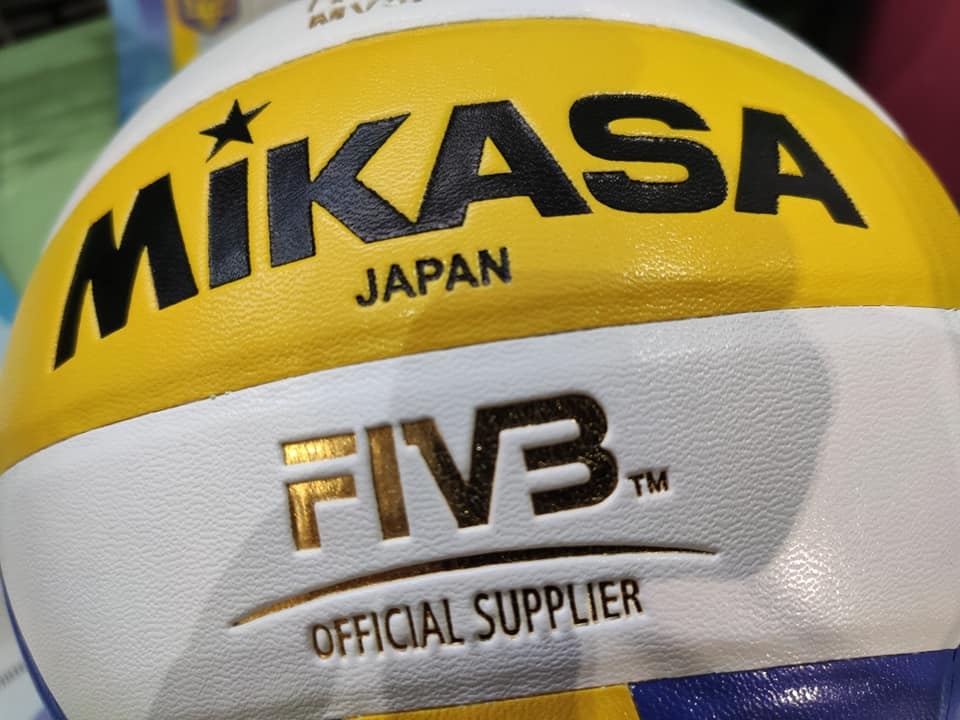 MIKASA
JAPAN
FIVB™
OFFICIAL SUPPLIER